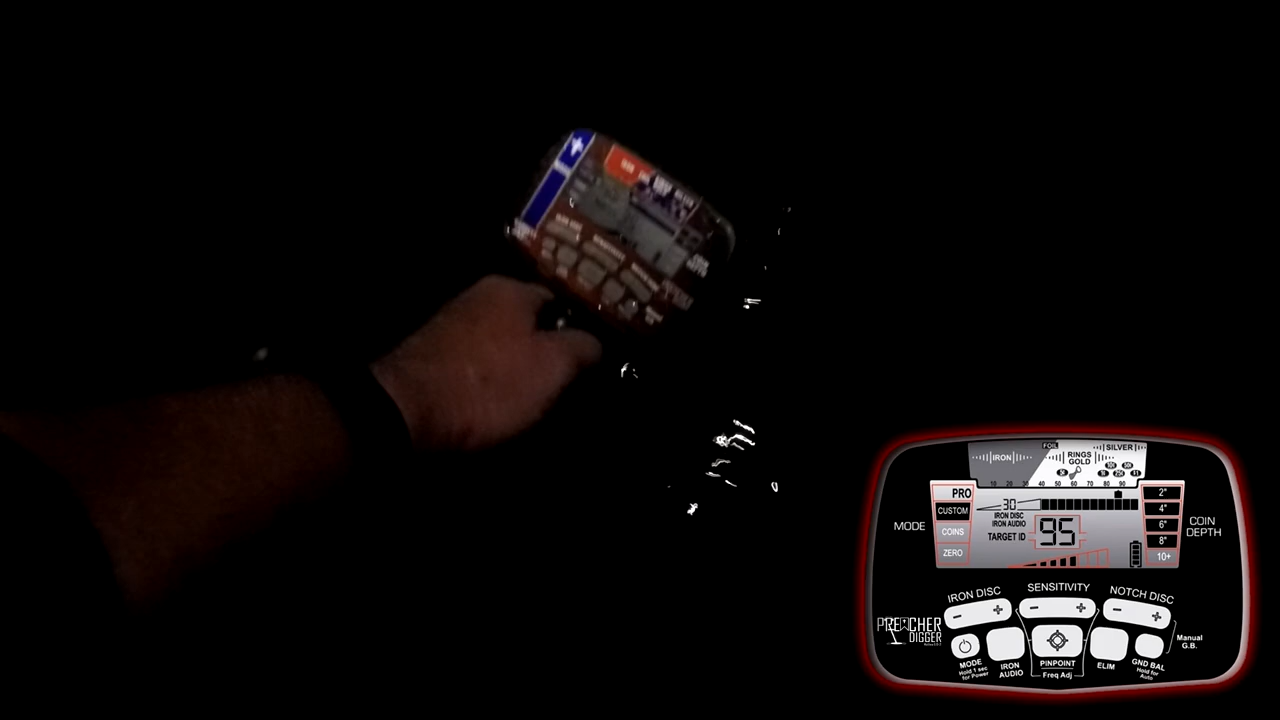 FOIL
IRON
RINGS
GOLD
SILVER
10 20 30 40 50 60 70 80 90
MODE
PRO
CUSTOM
COINS
ZERO
30
IRON DISC
IRON AUDIO
TARGET ID
95
2"
4"
6"
8"
10+
COIN
DEPTH
IRON DISC
SENSITIVITY
NOTCH DISC
- +
- +
- +
DIGGER
MODE
Hold 1 sec
for Power
IRON
AUDIO
PINPOINT
Freq Adj
ELIM
GND BAL
Hold for
Auto
Manual
G.B.